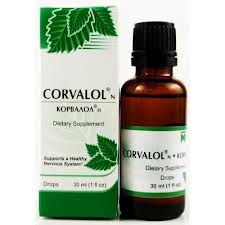 CORVALOL® N
КОРВАЛОЛ® Н
Dietary Supplement
Supports a Healthy
Nervous System*
Drops 30 ml (1 fl oz)
CORVALOL® N • КОРВ
Dietary Supplement
Drops
30 ml (1 fl oz)